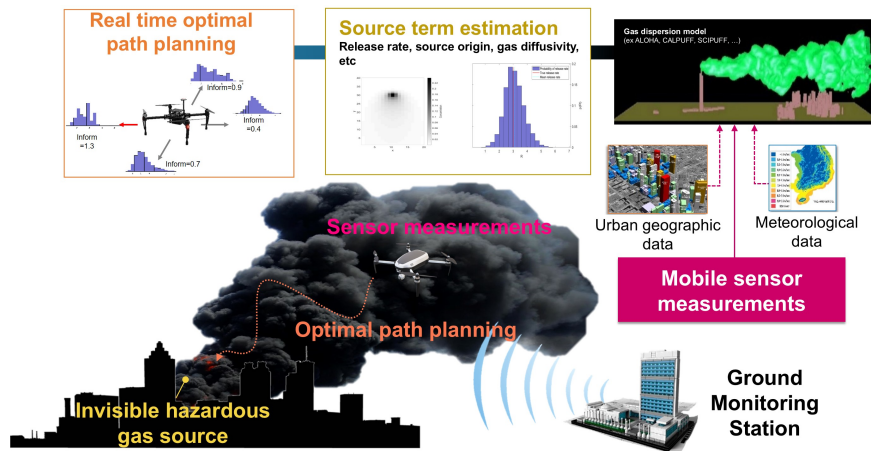 Real time optimal
path planning
Inform=0.9
Inform
=0.4
Inform
=1.3
Inform=0.7
Source term estimation
Release rate, source origin, gas diffusivity,
etc
Gas dispersion model
(ex ALOHA, CALPUFF, SCIPUFF, …)
Urban geographic
data
Meteorological
data
Mobile sensor
measurements
Sensor measurements
Optimal path planning
Invisible hazardous
gas source
Ground
Monitoring
Station